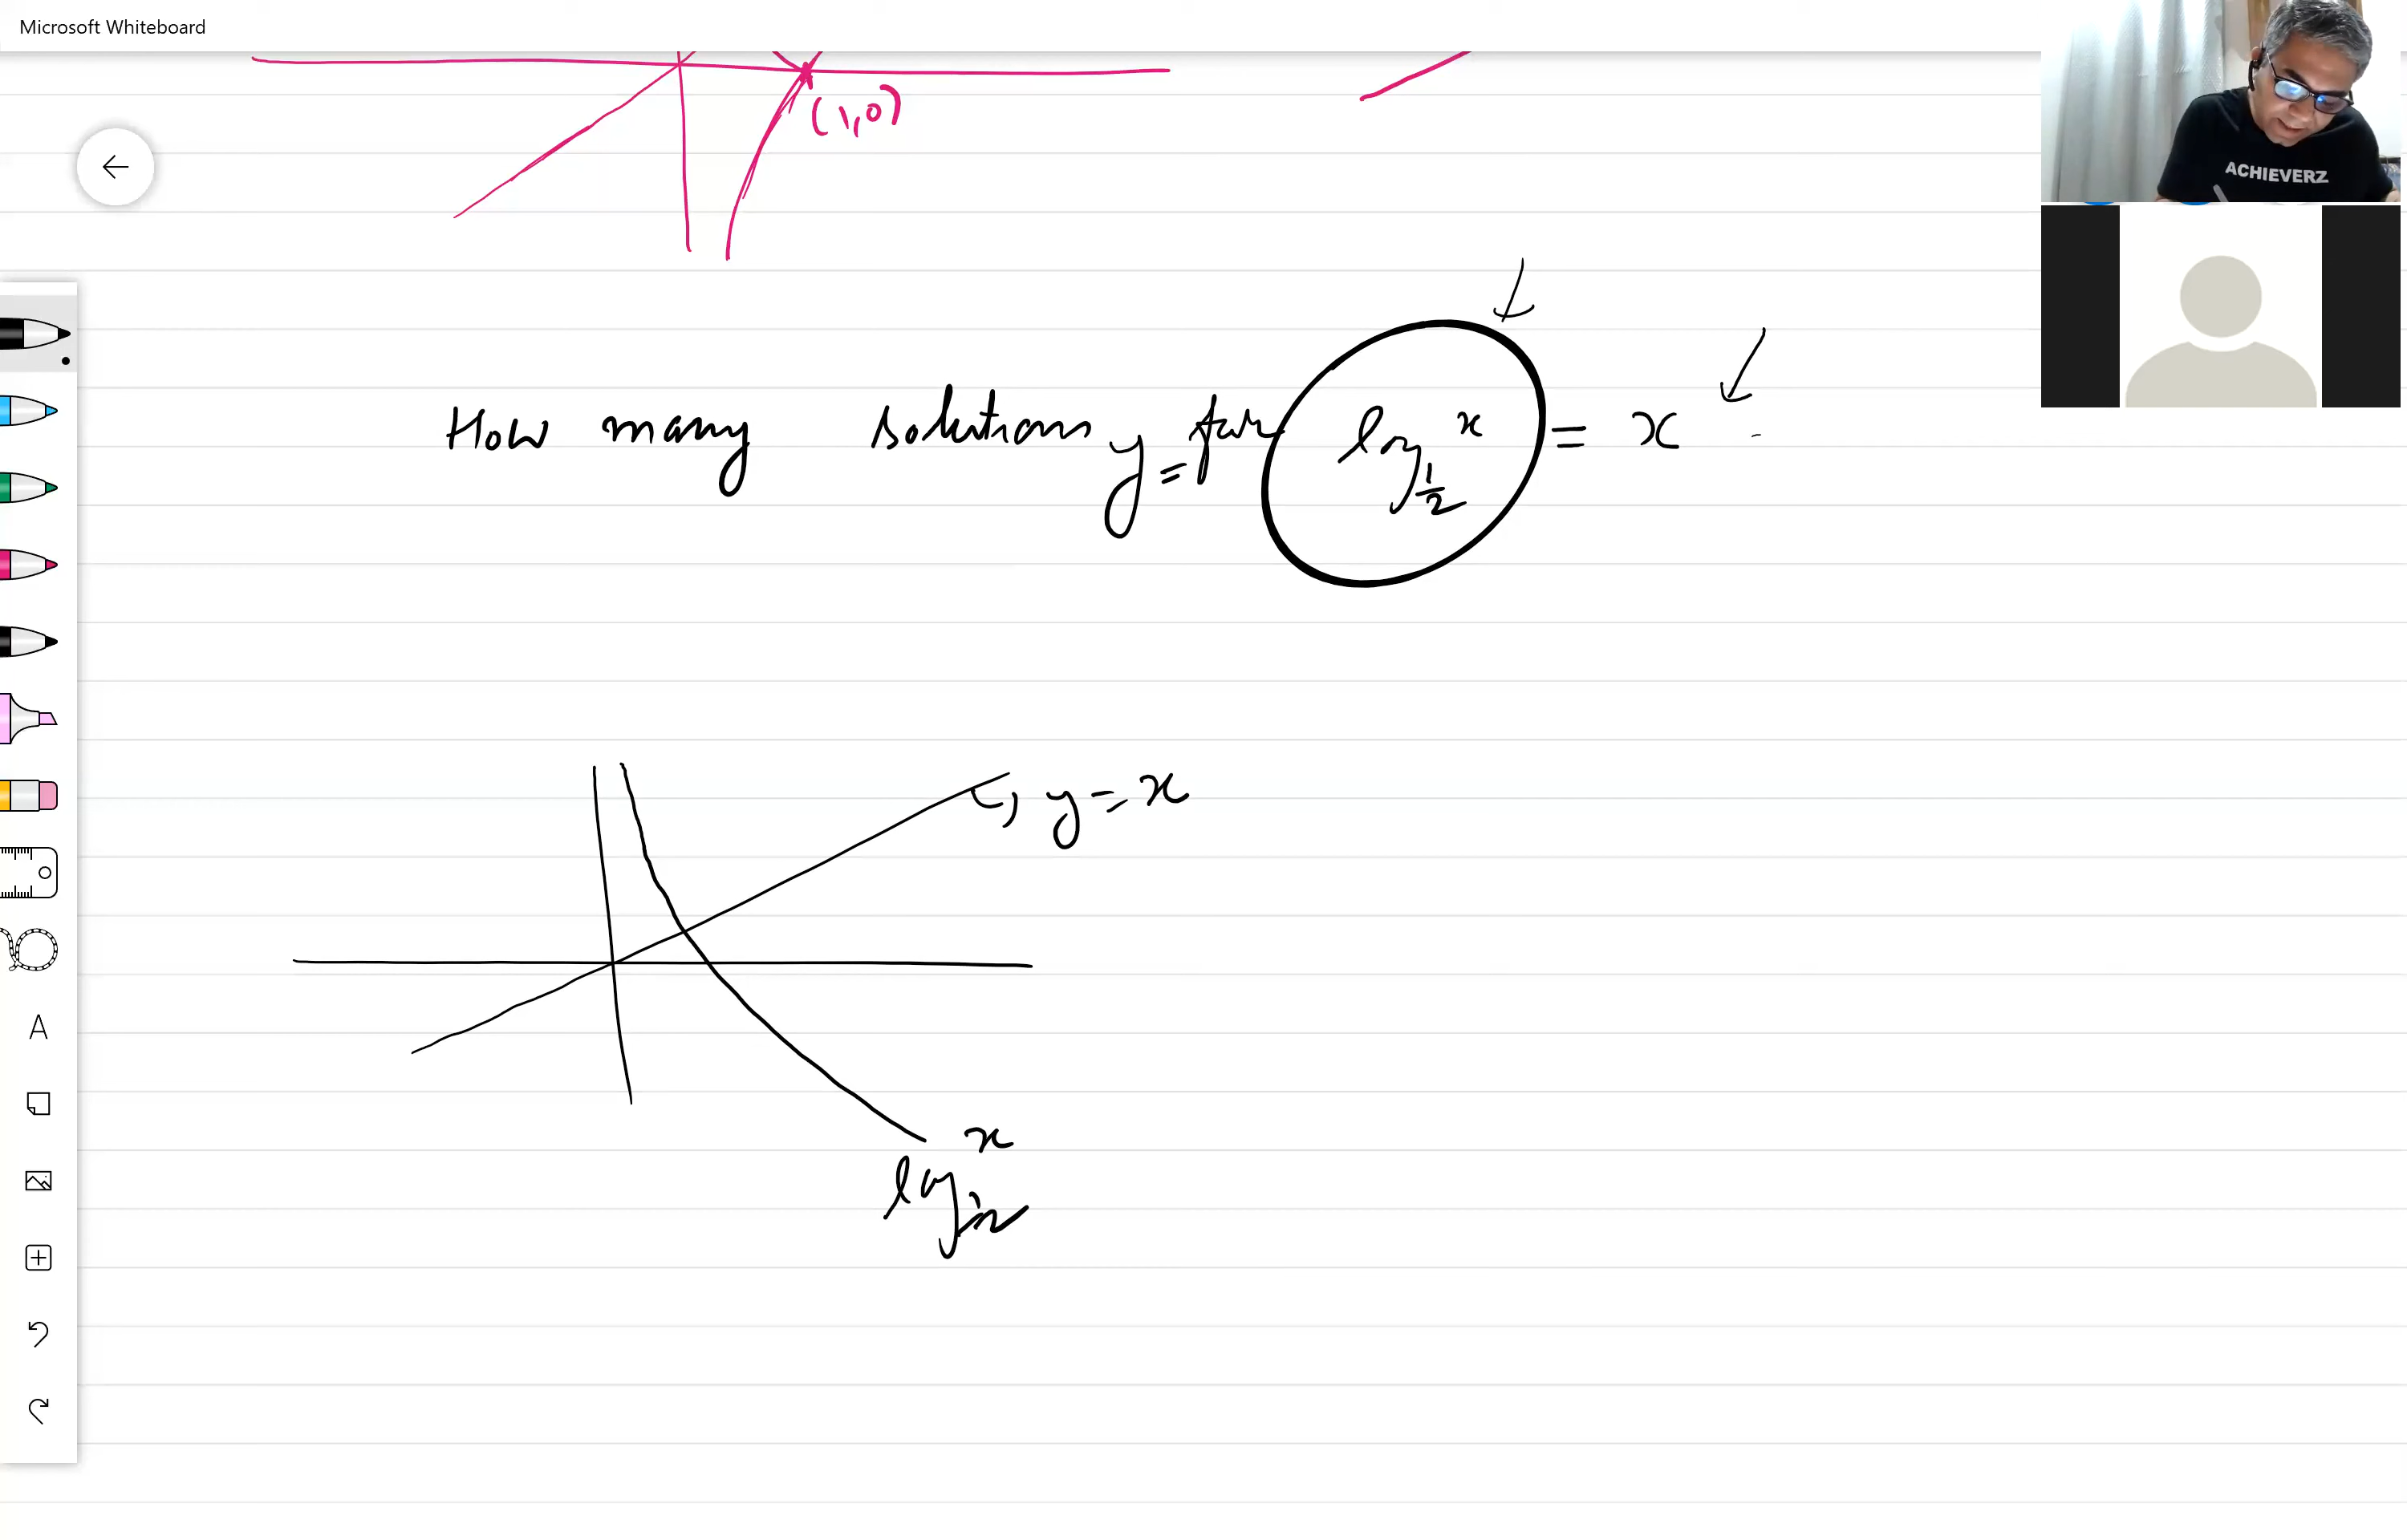 Microsoft Whiteboard
(1,0)
ACHIEVERZ
How many solutions y= for log_{1/2} x = x
y = x
log_{1/2} x
A